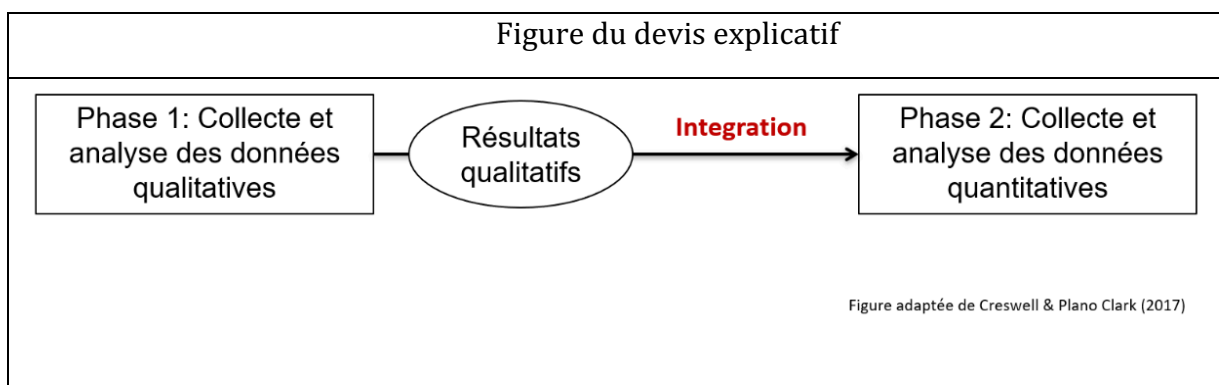 Figure du devis explicatif
Phase 1: Collecte et
analyse des données
qualitatives
Résultats
qualitatifs
Integration
Phase 2: Collecte et
analyse des données
quantitatives
Figure adaptée de Creswell & Plano Clark (2017)